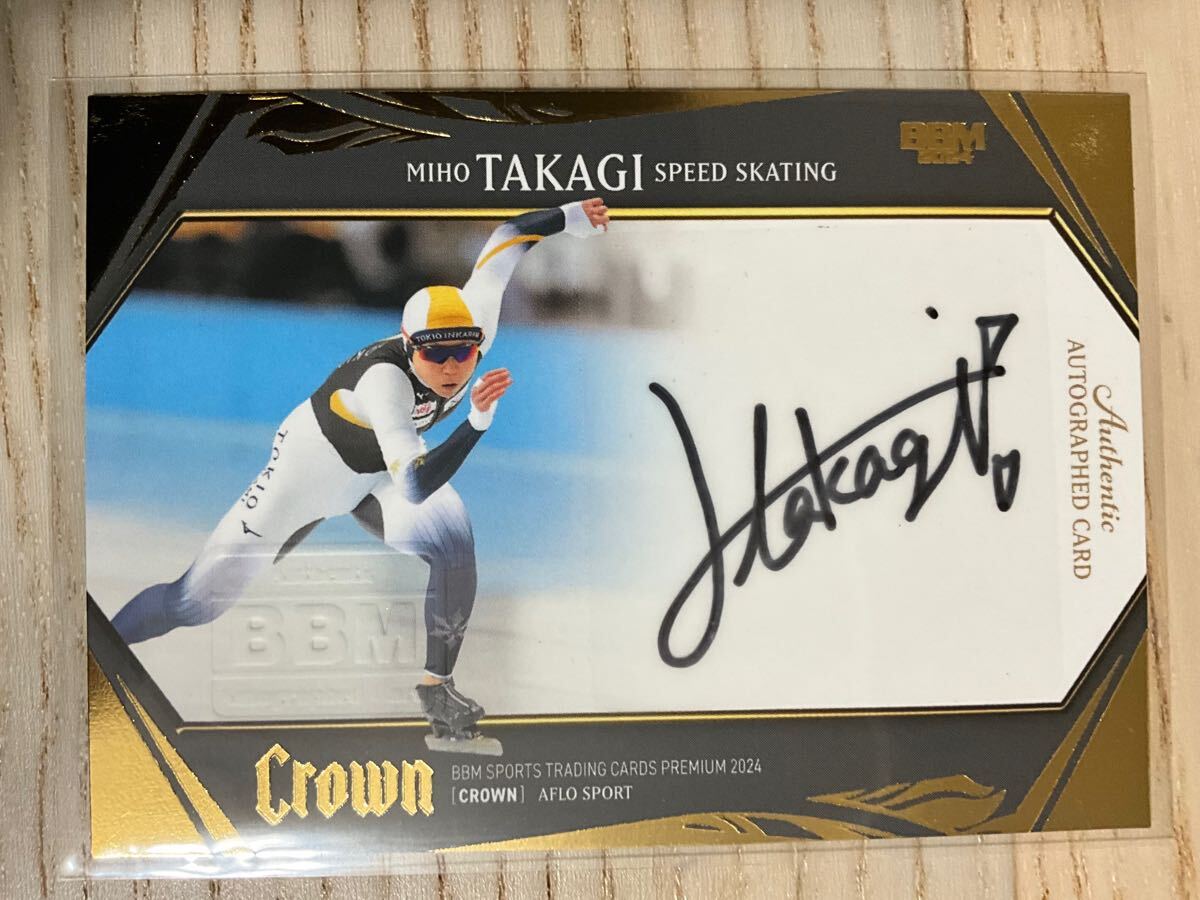 BBM
2024
MIHO TAKAGI SPEED SKATING
TOKIO INKARAMI
TOKIO
Takagi
Authentic
AUTOGRAPHED CARD
BBM
Crown
BBM SPORTS TRADING CARDS PREMIUM 2024
[CROWN] AFLO SPORT